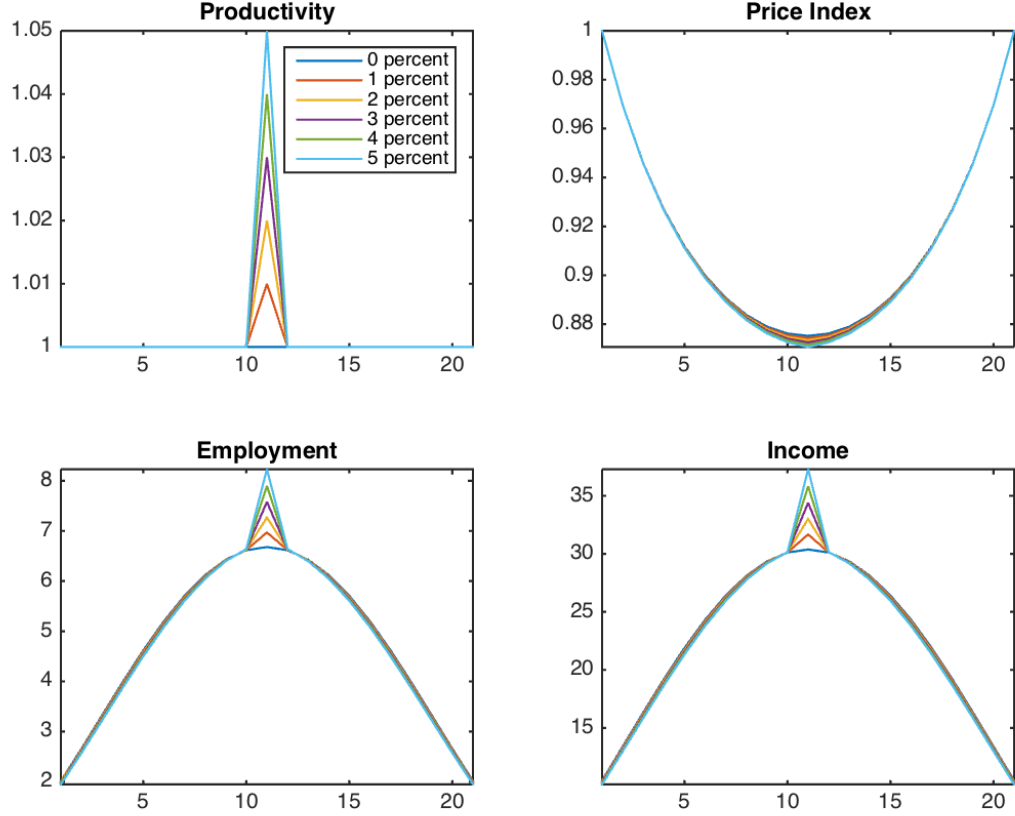 Productivity
1.05
1.04
1.03
1.02
1.01
1
5 10 15 20
0 percent
1 percent
2 percent
3 percent
4 percent
5 percent
Price Index
1
0.98
0.96
0.94
0.92
0.9
0.88
5 10 15 20
Employment
8
7
6
5
4
3
2
5 10 15 20
Income
35
30
25
20
15
5 10 15 20